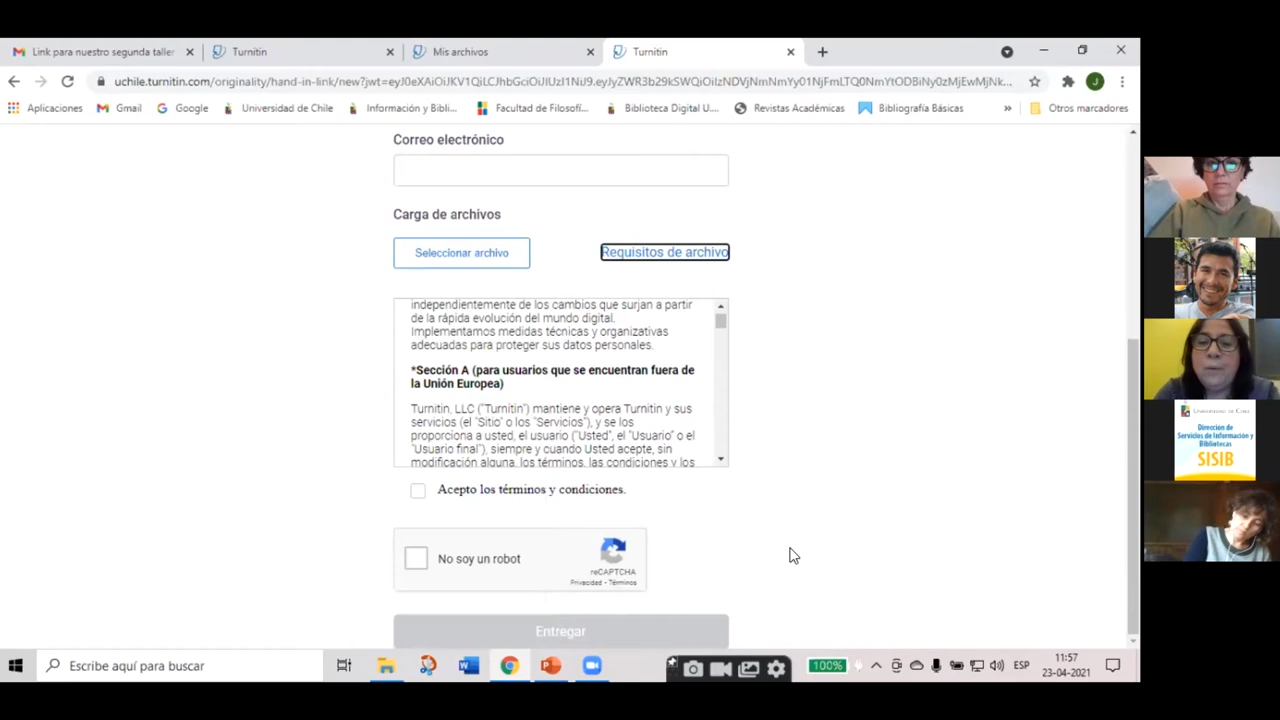 Link para nuestro segunda taller
Turnitin
Mis archivos
Turnitin
uchile.turnitin.com/originality/hand-in-link/new?jwt=
Aplicaciones
Gmail
Google
Universidad de Chile
Información y Bibli...
Facultad de Filosofí...
Biblioteca Digital U....
Revistas Académicas
Bibliografía Básica
»
Otros marcadores
J
Correo electrónico
Carga de archivos
Seleccionar archivo
Requisitos de archivo
independientemente de los cambios que surjan a partir
de la rápida evolución del mundo digital.
Implementamos medidas técnicas y organizativas
adecuadas para proteger sus datos personales.
*Sección A (para usuarios que se encuentran fuera de
la Unión Europea)
Turnitin, LLC ("Turnitin") mantiene y opera Turnitin y sus
servicios (el "Sitio" o los "Servicios"), y se los
proporciona a usted, el usuario ("Usted", el "Usuario" o el
"Usuario final"), siempre y cuando Usted acepte, sin
modificación alguna, los términos, las condiciones y los
Acepto los términos y condiciones.
No soy un robot
reCAPTCHA
Privacidad - Términos
Entregar
Escribe aquí para buscar
100%
ESP
11:57
23-04-2021
UNIVERSIDAD DE CHILE
Dirección de
Servicios de Información y
Bibliotecas
SISIB